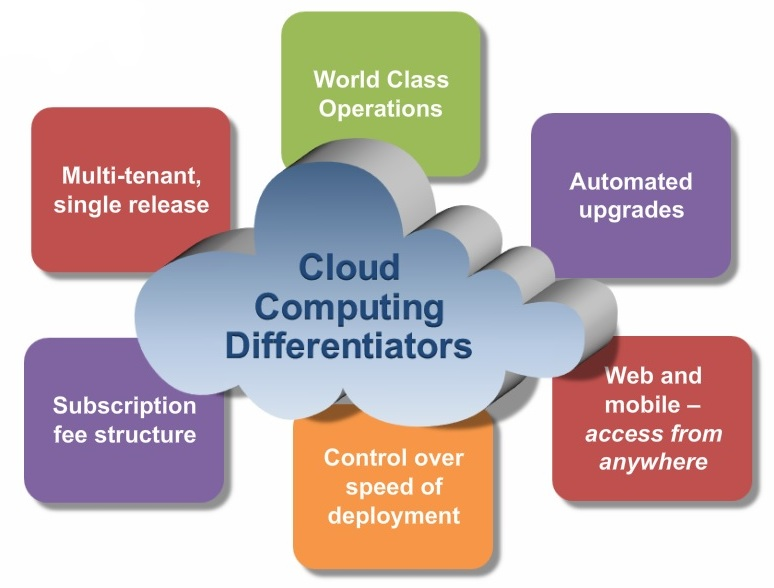 World Class
Operations
Multi-tenant,
single release
Automated
upgrades
Cloud
Computing
Differentiators
Subscription
fee structure
Web and
mobile –
access from
anywhere
Control over
speed of
deployment